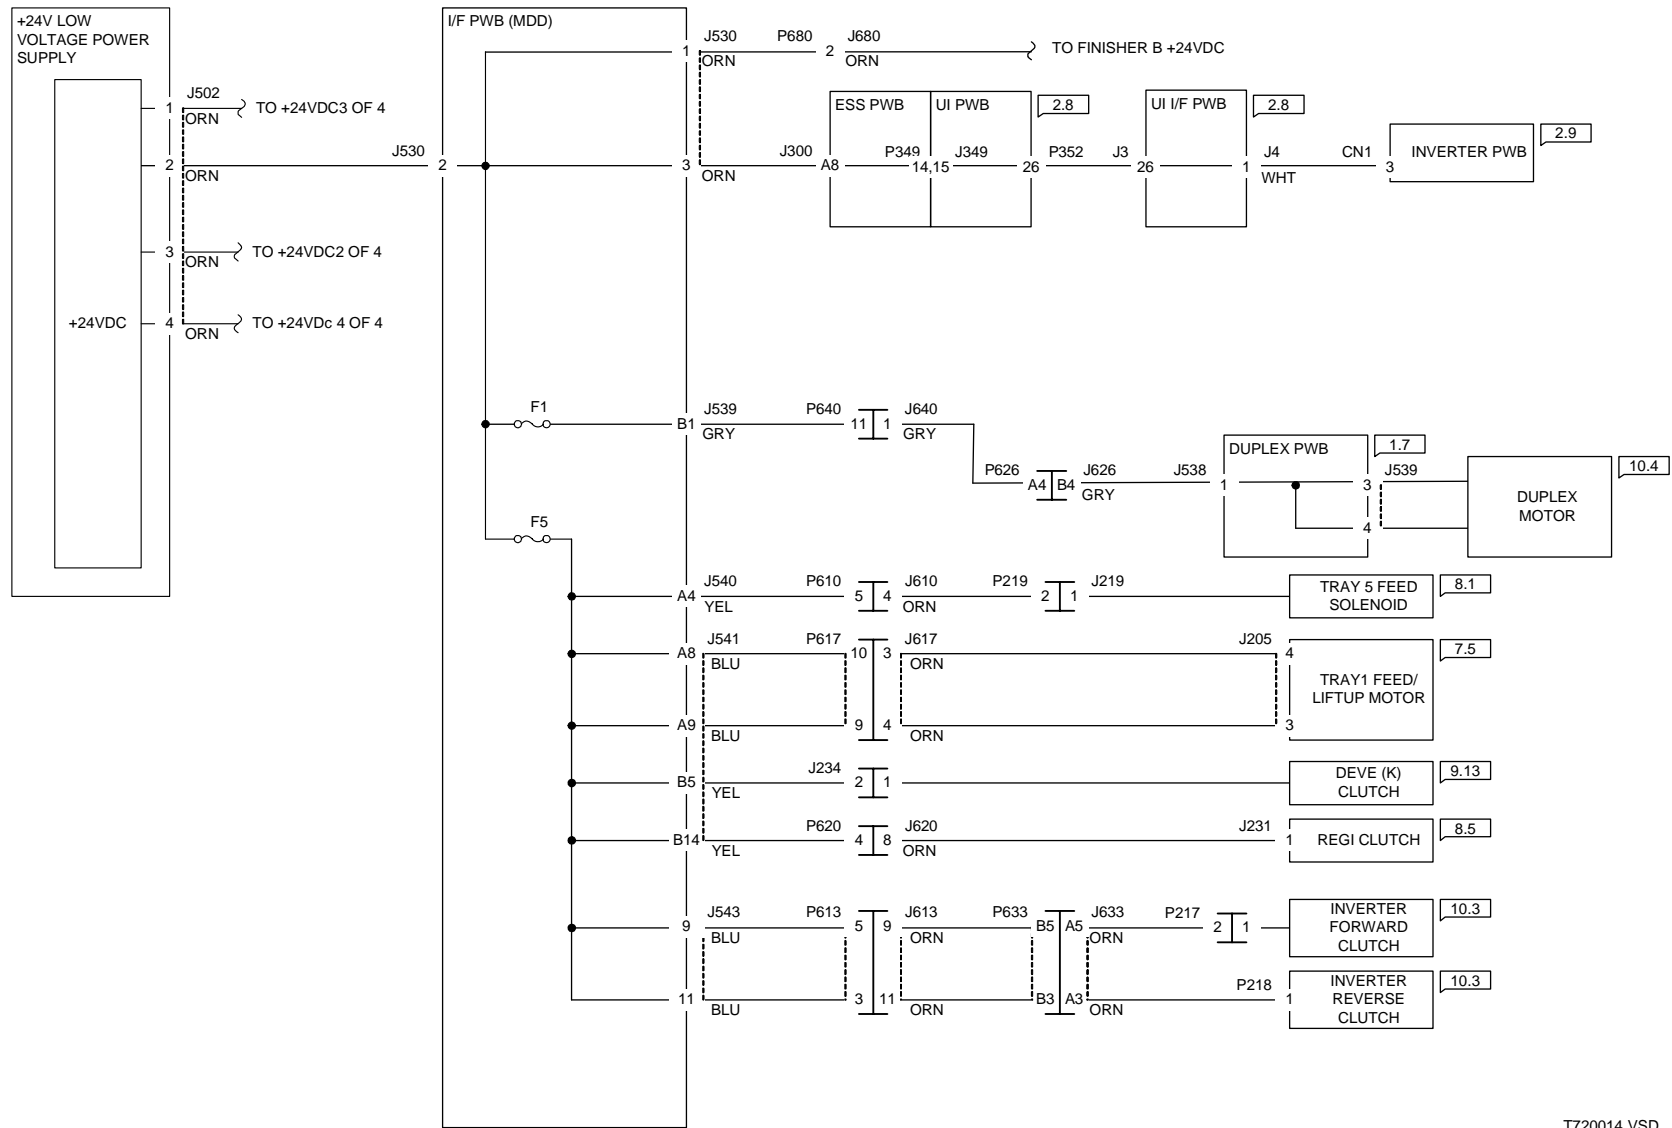 +24V LOW
VOLTAGE POWER
SUPPLY
I/F PWB (MDD)
1 J530 P680 2 J680
ORN ORN
TO FINISHER B +24VDC
1 J502
ORN
TO +24VDC3 OF 4
ESS PWB UI PWB 2.8
UI I/F PWB 2.8
2 J530 2
ORN
3 J300 A8 P349 14,15 J349 26 P352 J3 26 1 J4 CN1 3 INVERTER PWB 2.9
ORN WHT
3 TO +24VDC2 OF 4
ORN
+24VDC 4 TO +24VDc 4 OF 4
ORN
F1
B1 J539 P640 11 1 J640
GRY GRY
DUPLEX PWB 1.7
P626 A4 B4 J626 J538 1 3 J539
GRY
4
DUPLEX
MOTOR
10.4
F5
A4 J540 P610 5 4 J610 P219 2 1 J219
YEL ORN
TRAY 5 FEED
SOLENOID
8.1
A8 J541 P617 10 3 J617 J205 4
BLU ORN
A9 9 4 3
BLU ORN
TRAY1 FEED/
LIFTUP MOTOR
7.5
B5 J234 2 1
YEL
DEVE (K)
CLUTCH
9.13
B14 P620 4 8 J620 J231 1 REGI CLUTCH 8.5
YEL ORN
9 J543 P613 5 9 J613 P633 B5 A5 J633 P217 2 1
BLU ORN ORN
INVERTER
FORWARD
CLUTCH
10.3
11 3 11 B3 A3 P218 1
BLU ORN ORN
INVERTER
REVERSE
CLUTCH
10.3
T720014.VSD